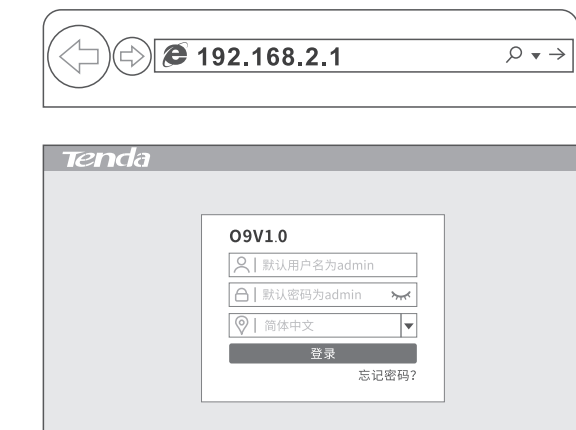 192.168.2.1
Tenda
O9V1.0
默认用户名为admin
默认密码为admin
简体中文
登录
忘记密码?